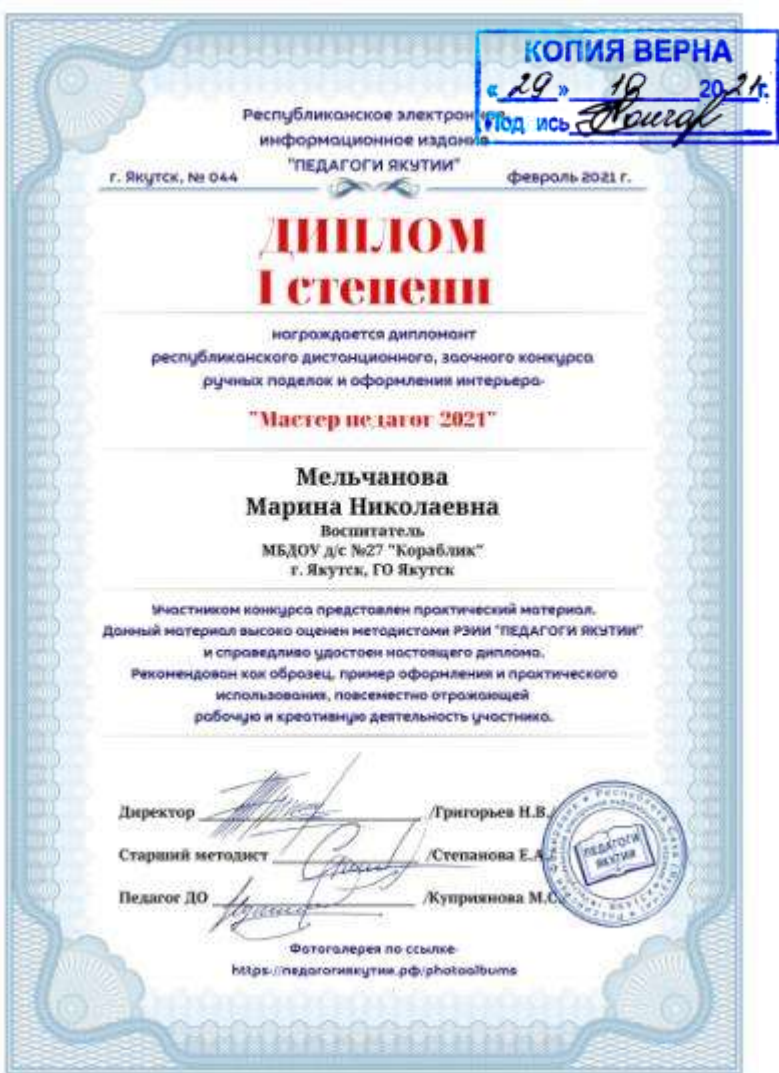 КОПИЯ ВЕРНА
« 29 » 10 2021г.
Подпись
Республиканское электронное
информационное издание
"ПЕДАГОГИ ЯКУТИИ"
г. Якутск, № 044
февраль 2021 г.
ДИПЛОМ
I степени
награждается дипломант
республиканского дистанционного, заочного конкурса
ручных поделок и оформления интерьера-
"Мастер педагог 2021"
Мельчанова
Марина Николаевна
Воспитатель
МБДОУ д/с №27 "Кораблик"
г. Якутск, ГО Якутск
Участником конкурса представлен практический материал.
Данный материал высоко оценен методистами РЭИИ "ПЕДАГОГИ ЯКУТИИ"
и справедливо удостоен настоящего диплома.
Рекомендован как образец, пример оформления и практического
использования, повсеместно отражающей
рабочую и креативную деятельность участника.
Директор /Григорьев Н.В./
Старший методист /Степанова Е.А
Педагог ДО /Куприянова М.С
ПЕДАГОГИ
ЯКУТИИ
Фотогалерея по ссылке-
https://педагогиякутии.рф/photoalbums